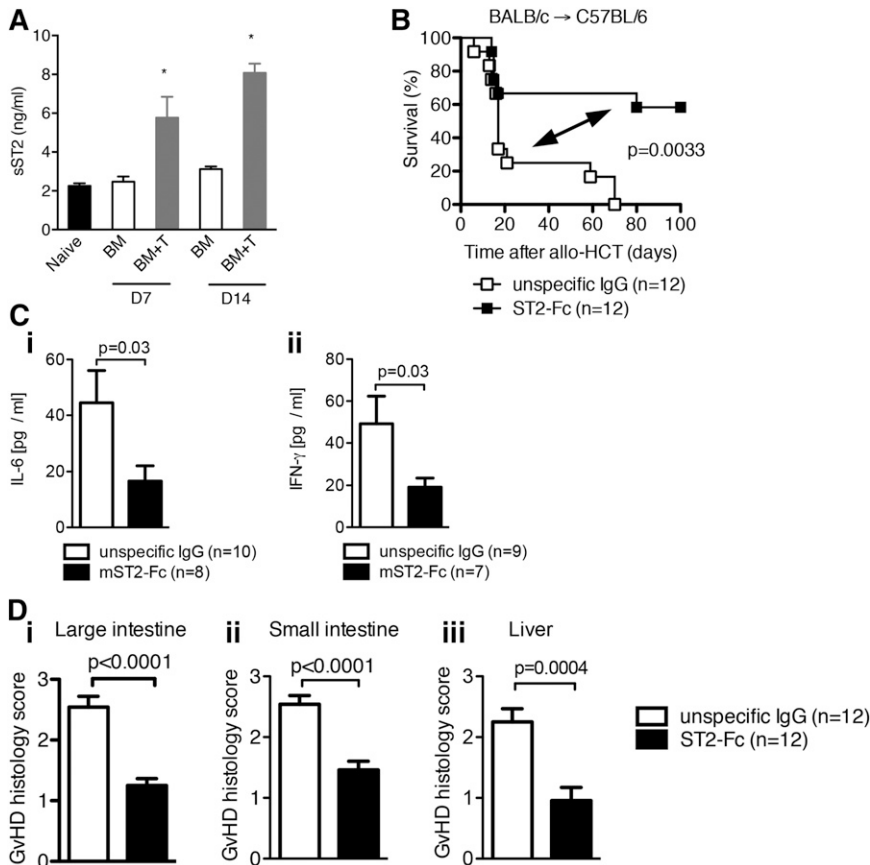 A
10
8
6
4
2
0
sST2 (ng/ml)
*
*
Naive
BM
BM+T
BM
BM+T
D7
D14
B
BALB/c → C57BL/6
100
80
60
40
20
0
Survival (%)
p=0.0033
0 20 40 60 80 100
Time after allo-HCT (days)
unspecific IgG (n=12)
ST2-Fc (n=12)
C
i
p=0.03
60
40
20
0
IL-6 [pg / ml]
unspecific IgG (n=10)
mST2-Fc (n=8)
ii
80
p=0.03
60
40
20
0
IFN-γ [pg / ml]
unspecific IgG (n=9)
mST2-Fc (n=7)
D
i Large intestine
p<0.0001
3
2
1
0
GvHD histology score
ii Small intestine
p<0.0001
3
2
1
0
GvHD histology score
iii Liver
p=0.0004
3
2
1
0
GvHD histology score
unspecific IgG (n=12)
ST2-Fc (n=12)